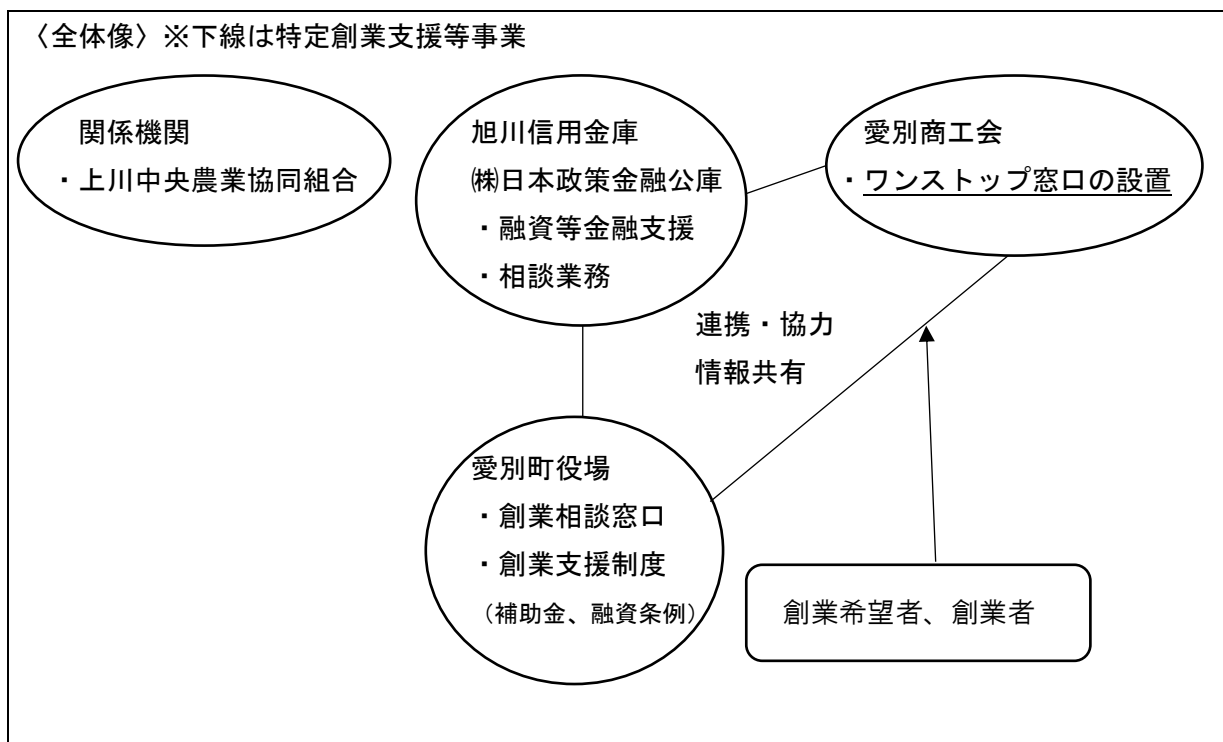 〈全体像〉※下線は特定創業支援等事業
関係機関
・上川中央農業協同組合
旭川信用金庫
㈱日本政策金融公庫
・融資等金融支援
・相談業務
愛別商工会
・ワンストップ窓口の設置
連携・協力
情報共有
愛別町役場
・創業相談窓口
・創業支援制度
（補助金、融資条例）
創業希望者、創業者